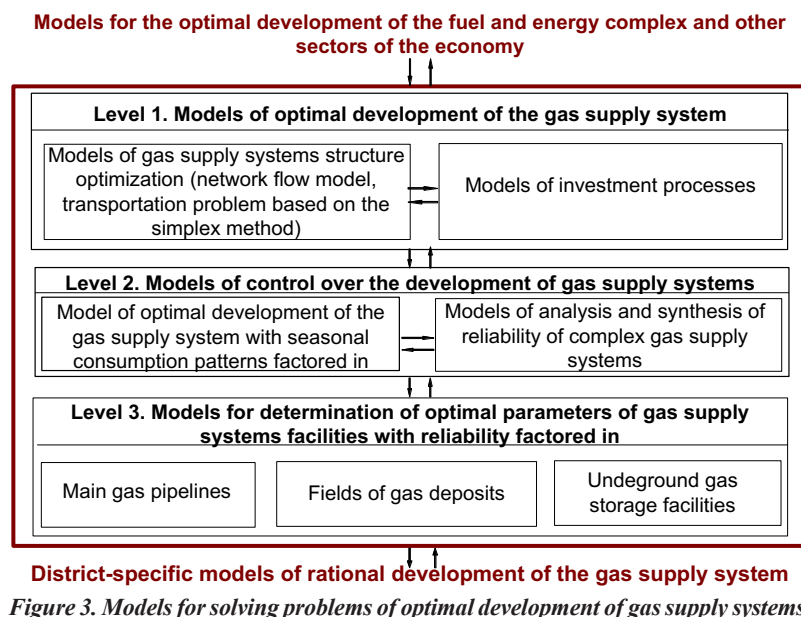 Models for the optimal development of the fuel and energy complex and other
sectors of the economy
Level 1. Models of optimal development of the gas supply system
Models of gas supply systems structure
optimization (network flow model,
transportation problem based on the
simplex method)
Models of investment processes
Level 2. Models of control over the development of gas supply systems
Model of optimal development of the
gas supply system with seasonal
consumption patterns factored in
Models of analysis and synthesis of
reliability of complex gas supply
systems
Level 3. Models for determination of optimal parameters of gas supply
systems facilities with reliability factored in
Main gas pipelines
Fields of gas deposits
Undeground gas
storage facilities
District-specific models of rational development of the gas supply system
Figure 3. Models for solving problems of optimal development of gas supply systems